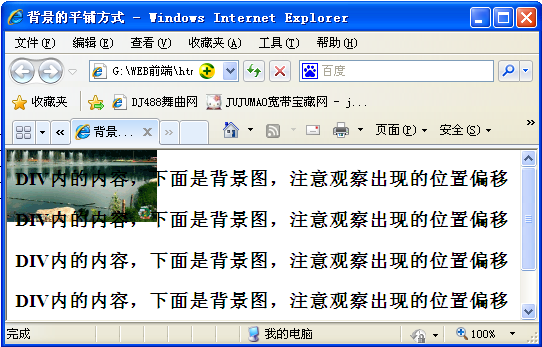 背景的平铺方式 - Windows Internet Explorer
文件(F) 编辑(E) 查看(V) 收藏夹(A) 工具(T) 帮助(H)
G:\WEB前端\htm 百度
收藏夹 DJ488舞曲网 JUJUMAO宽带宝藏网 - j...
背景... 页面(P) 安全(S)
DIV内的内容，下面是背景图，注意观察出现的位置偏移
DIV内的内容，下面是背景图，注意观察出现的位置偏移
DIV内的内容，下面是背景图，注意观察出现的位置偏移
DIV内的内容，下面是背景图，注意观察出现的位置偏移
完成 我的电脑 100%